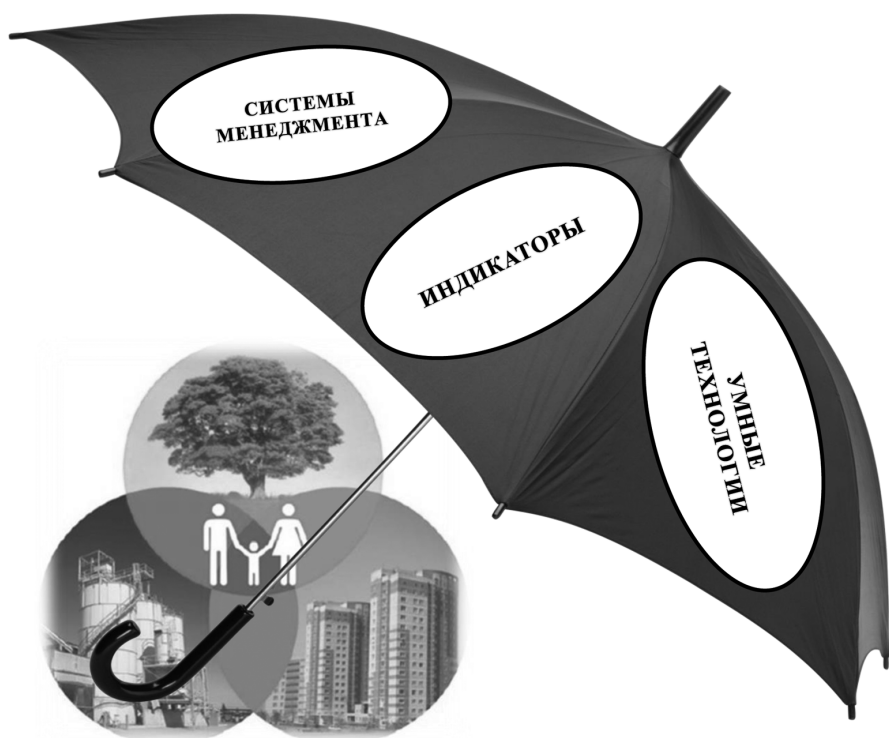 СИСТЕМЫ
МЕНЕДЖМЕНТА
ИНДИКАТОРЫ
УМНЫЕ
ТЕХНОЛОГИИ